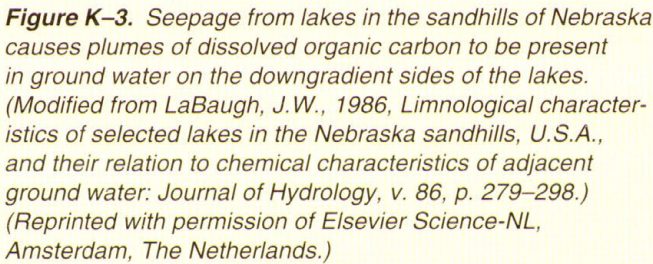 Figure K–3. Seepage from lakes in the sandhills of Nebraska
causes plumes of dissolved organic carbon to be present
in ground water on the downgradient sides of the lakes.
(Modified from LaBaugh, J.W., 1986, Limnological character-
istics of selected lakes in the Nebraska sandhills, U.S.A.,
and their relation to chemical characteristics of adjacent
ground water: Journal of Hydrology, v. 86, p. 279–298.)
(Reprinted with permission of Elsevier Science-NL,
Amsterdam, The Netherlands.)